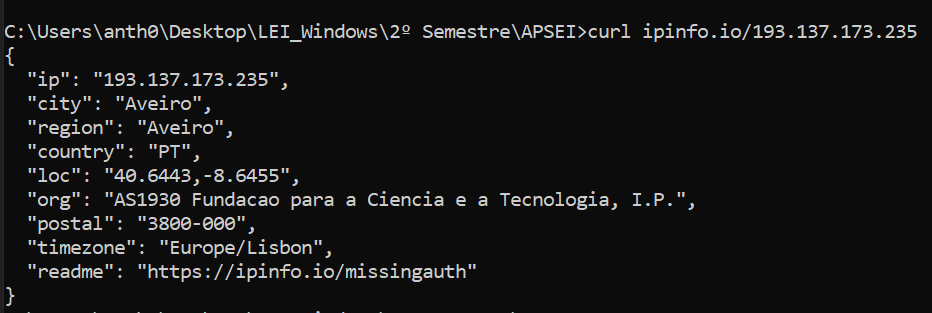 C:\Users\anth0\Desktop\LEI_Windows\2º Semestre\APSEI>curl ipinfo.io/193.137.173.235
{
  "ip": "193.137.173.235",
  "city": "Aveiro",
  "region": "Aveiro",
  "country": "PT",
  "loc": "40.6443,-8.6455",
  "org": "AS1930 Fundacao para a Ciencia e a Tecnologia, I.P.",
  "postal": "3800-000",
  "timezone": "Europe/Lisbon",
  "readme": "https://ipinfo.io/missingauth"
}